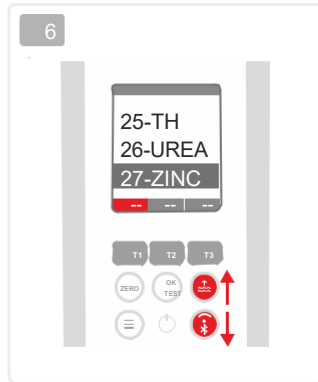 6
25-TH
26-UREA
27-ZINC
-- -- --
T1 T2 T3
ZERO OK TEST